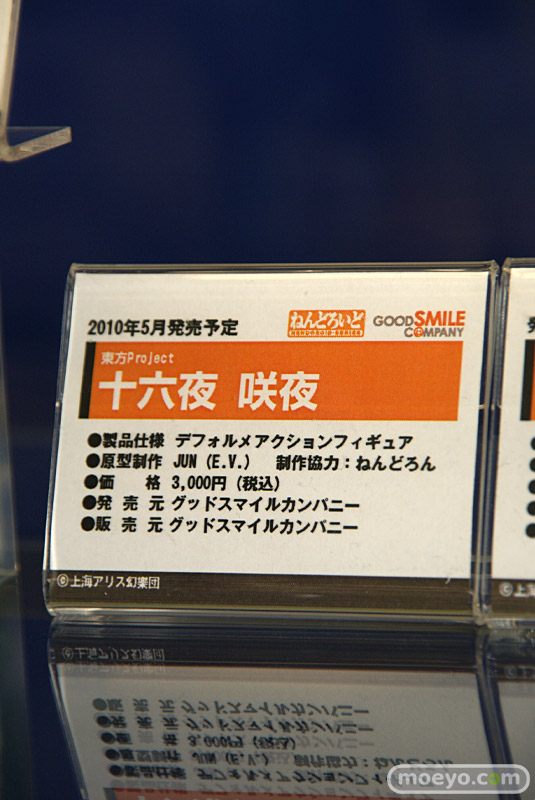 2010年5月発売予定
ねんどろいど
NENDOROID-SERIES
GOOD SMILE
COMPANY
東方Project
十六夜 咲夜
●製品仕様 デフォルメアクションフィギュア
●原型制作 JUN (E.V.) 制作協力：ねんどろん
●価 格 3,000円 (税込)
●発 売 元 グッドスマイルカンパニー
●販 売 元 グッドスマイルカンパニー
©上海アリス幻樂団
moeyo.com